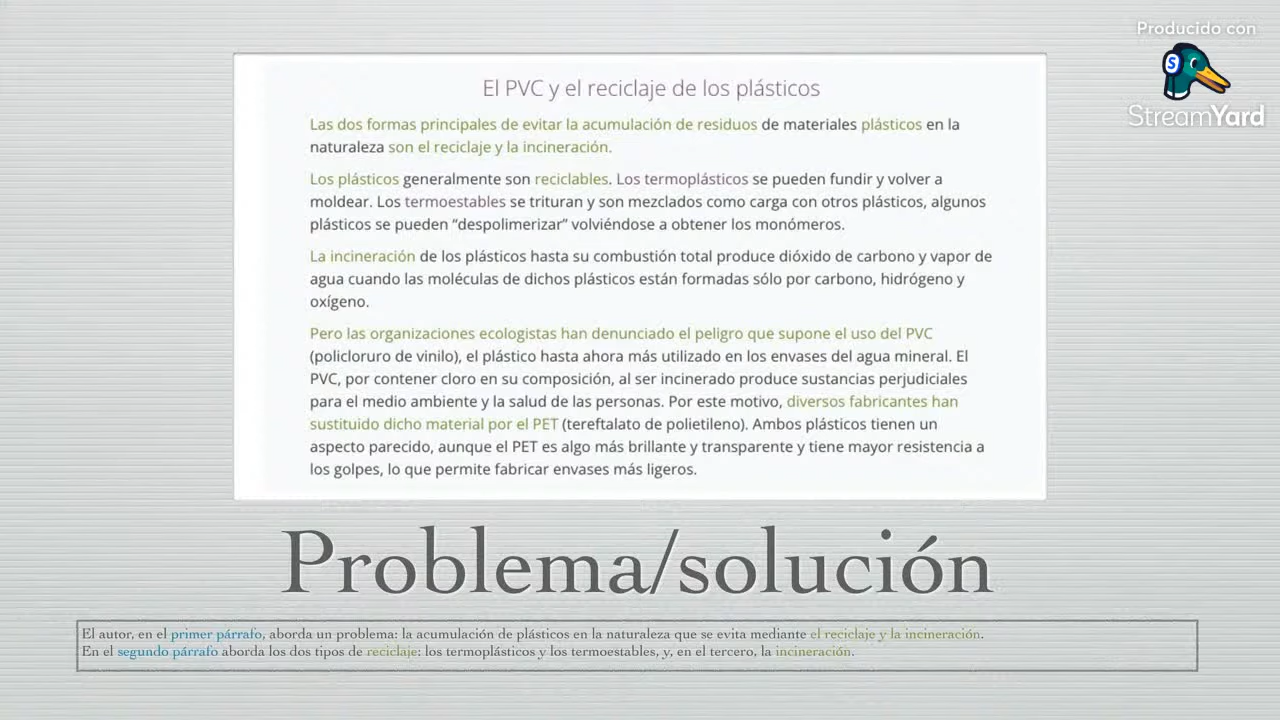 Producido con
S
StreamYard
El PVC y el reciclaje de los plásticos
Las dos formas principales de evitar la acumulación de residuos de materiales plásticos en la
naturaleza son el reciclaje y la incineración.
Los plásticos generalmente son reciclables. Los termoplásticos se pueden fundir y volver a
moldear. Los termoestables se trituran y son mezclados como carga con otros plásticos, algunos
plásticos se pueden “despolimerizar” volviéndose a obtener los monómeros.
La incineración de los plásticos hasta su combustión total produce dióxido de carbono y vapor de
agua cuando las moléculas de dichos plásticos están formadas sólo por carbono, hidrógeno y
oxígeno.
Pero las organizaciones ecologistas han denunciado el peligro que supone el uso del PVC
(policloruro de vinilo), el plástico hasta ahora más utilizado en los envases del agua mineral. El
PVC, por contener cloro en su composición, al ser incinerado produce sustancias perjudiciales
para el medio ambiente y la salud de las personas. Por este motivo, diversos fabricantes han
sustituido dicho material por el PET (tereftalato de polietileno). Ambos plásticos tienen un
aspecto parecido, aunque el PET es algo más brillante y transparente y tiene mayor resistencia a
los golpes, lo que permite fabricar envases más ligeros.
Problema/solución
El autor, en el primer párrafo, aborda un problema: la acumulación de plásticos en la naturaleza que se evita mediante el reciclaje y la incineración.
En el segundo párrafo aborda los dos tipos de reciclaje: los termoplásticos y los termoestables, y, en el tercero, la incineración.